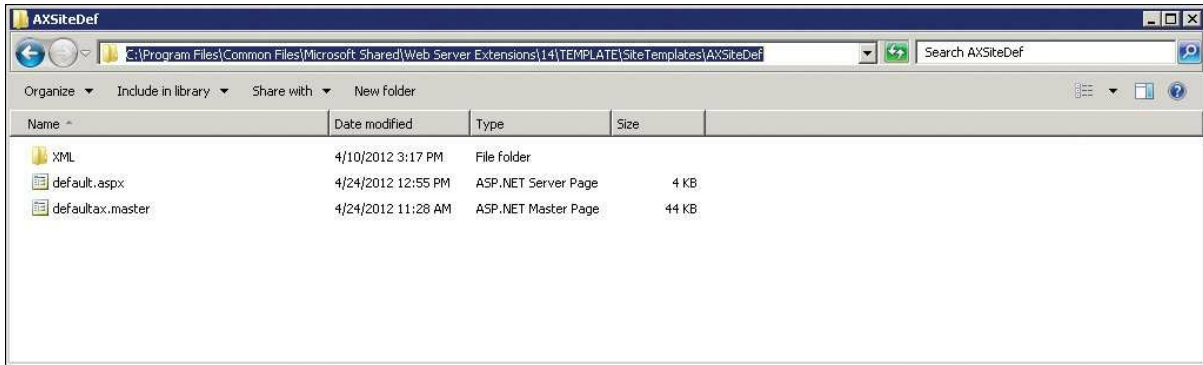 AXSiteDef
C:\Program Files\Common Files\Microsoft Shared\Web Server Extensions\14\TEMPLATE\SiteTemplates\AXSiteDef
Search AXSiteDef
Organize Include in library Share with New folder
Name Date modified Type Size
XML 4/10/2012 3:17 PM File folder
default.aspx 4/24/2012 12:55 PM ASP.NET Server Page 4 KB
defaultax.master 4/24/2012 11:28 AM ASP.NET Master Page 44 KB